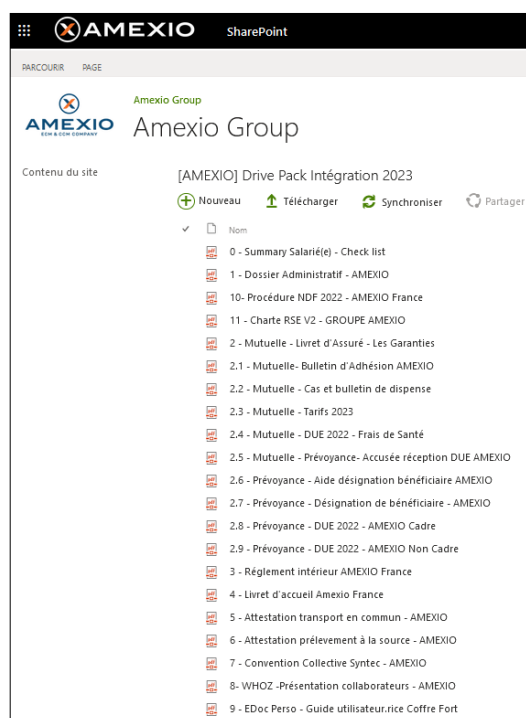 AMEXIO SharePoint
PARCOURIR PAGE
AMEXIO
ECM & CCM COMPANY
Amexio Group
Amexio Group
Contenu du site
[AMEXIO] Drive Pack Intégration 2023
Nouveau Télécharger Synchroniser Partager
Nom
0 - Summary Salarié(e) - Check list
1 - Dossier Administratif - AMEXIO
10- Procédure NDF 2022 - AMEXIO France
11 - Charte RSE V2 - GROUPE AMEXIO
2 - Mutuelle - Livret d'Assuré - Les Garanties
2.1 - Mutuelle- Bulletin d'Adhésion AMEXIO
2.2 - Mutuelle - Cas et bulletin de dispense
2.3 - Mutuelle - Tarifs 2023
2.4 - Mutuelle - DUE 2022 - Frais de Santé
2.5 - Mutuelle - Prévoyance- Accusée réception DUE AMEXIO
2.6 - Prévoyance - Aide désignation bénéficiaire AMEXIO
2.7 - Prévoyance - Désignation de bénéficiaire - AMEXIO
2.8 - Prévoyance - DUE 2022 - AMEXIO Cadre
2.9 - Prévoyance - DUE 2022 - AMEXIO Non Cadre
3 - Réglement intérieur AMEXIO France
4 - Livret d'accueil Amexio France
5 - Attestation transport en commun - AMEXIO
6 - Attestation prélevement à la source - AMEXIO
7 - Convention Collective Syntec - AMEXIO
8- WHOZ -Présentation collaborateurs - AMEXIO
9 - EDoc Perso - Guide utilisateur.rice Coffre Fort